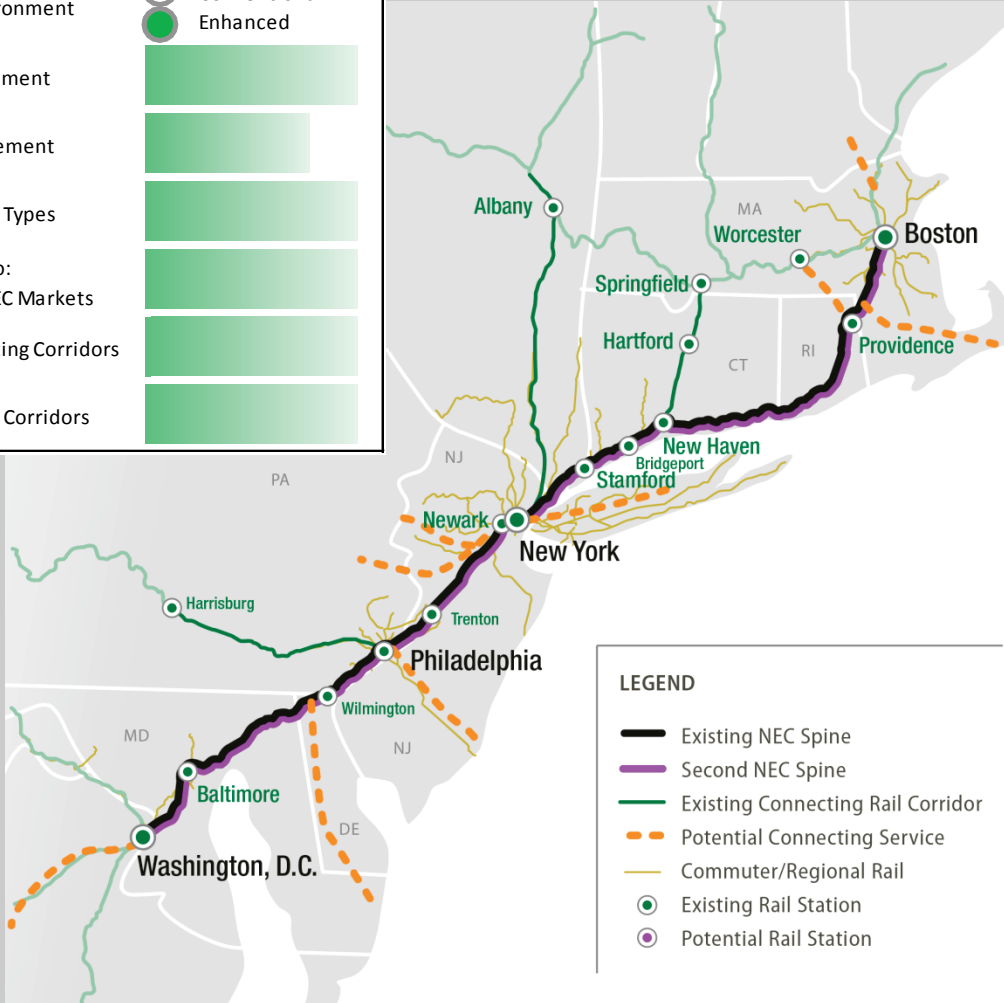 ronment
Enhanced
ment
ement
Types
o:
EC Markets
ing Corridors
Corridors
Albany
MA
Worcester
Boston
Springfield
Hartford
CT
RI
Providence
New Haven
Bridgeport
Stamford
NJ
PA
Newark
New York
Harrisburg
Trenton
Philadelphia
Wilmington
MD
NJ
Baltimore
DE
Washington, D.C.
LEGEND
Existing NEC Spine
Second NEC Spine
Existing Connecting Rail Corridor
Potential Connecting Service
Commuter/Regional Rail
Existing Rail Station
Potential Rail Station